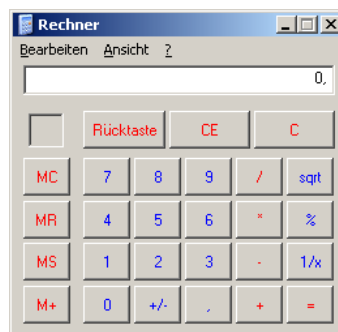 Rechner
Bearbeiten Ansicht ?
0,
Rücktaste CE C
MC 7 8 9 / sqrt
MR 4 5 6 * %
MS 1 2 3 - 1/x
M+ 0 +/- , + =